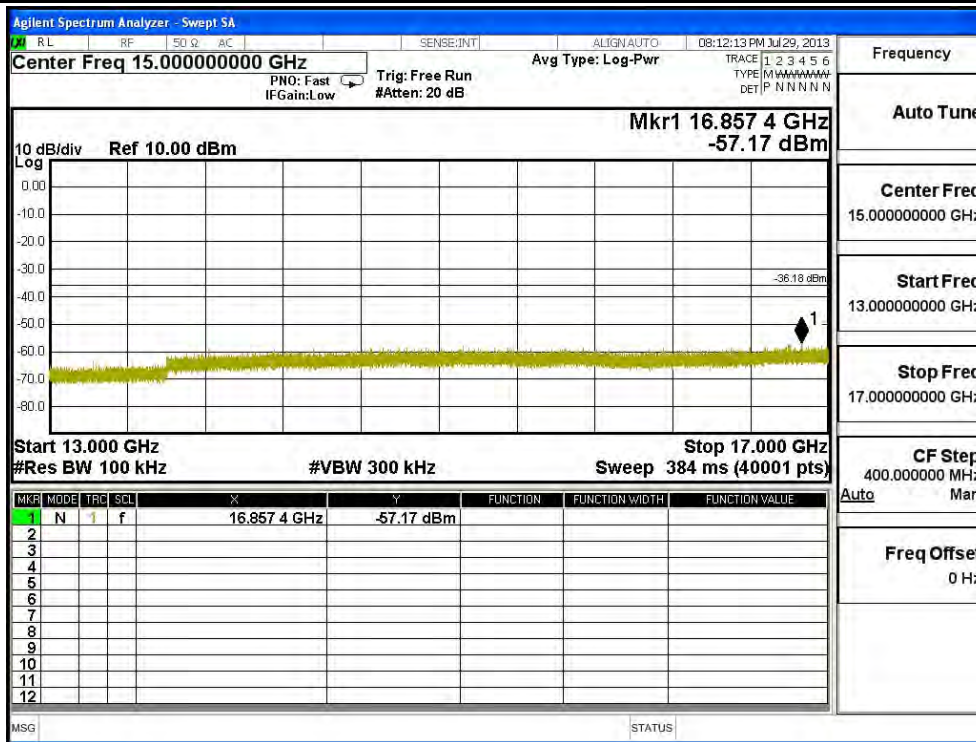 Agilent Spectrum Analyzer - Swept SA
RL RF 50 Ω AC SENSE:INT ALIGN AUTO 08:12:13 PM Jul 29, 2013
Center Freq 15.000000000 GHz
PNO: Fast
IFGain:Low
Trig: Free Run
#Atten: 20 dB
Avg Type: Log-Pwr
TRACE 1 2 3 4 5 6
TYPE
DET P N N N N N
Mkr1 16.857 4 GHz
-57.17 dBm
10 dB/div Ref 10.00 dBm
Log
0.00
-10.0
-20.0
-30.0
-36.18 dBm
-40.0
-50.0
1
-60.0
-70.0
-80.0
Start 13.000 GHz Stop 17.000 GHz
#Res BW 100 kHz #VBW 300 kHz Sweep 384 ms (40001 pts)
MKR MODE TRC SCL X Y FUNCTION FUNCTION WIDTH FUNCTION VALUE
1 N 1 f 16.857 4 GHz -57.17 dBm
2
3
4
5
6
7
8
9
10
11
12
MSG STATUS
Frequency
Auto Tune
Center Freq
15.000000000 GHz
Start Freq
13.000000000 GHz
Stop Freq
17.000000000 GHz
CF Step
400.000000 MHz
Auto Man
Freq Offset
0 Hz